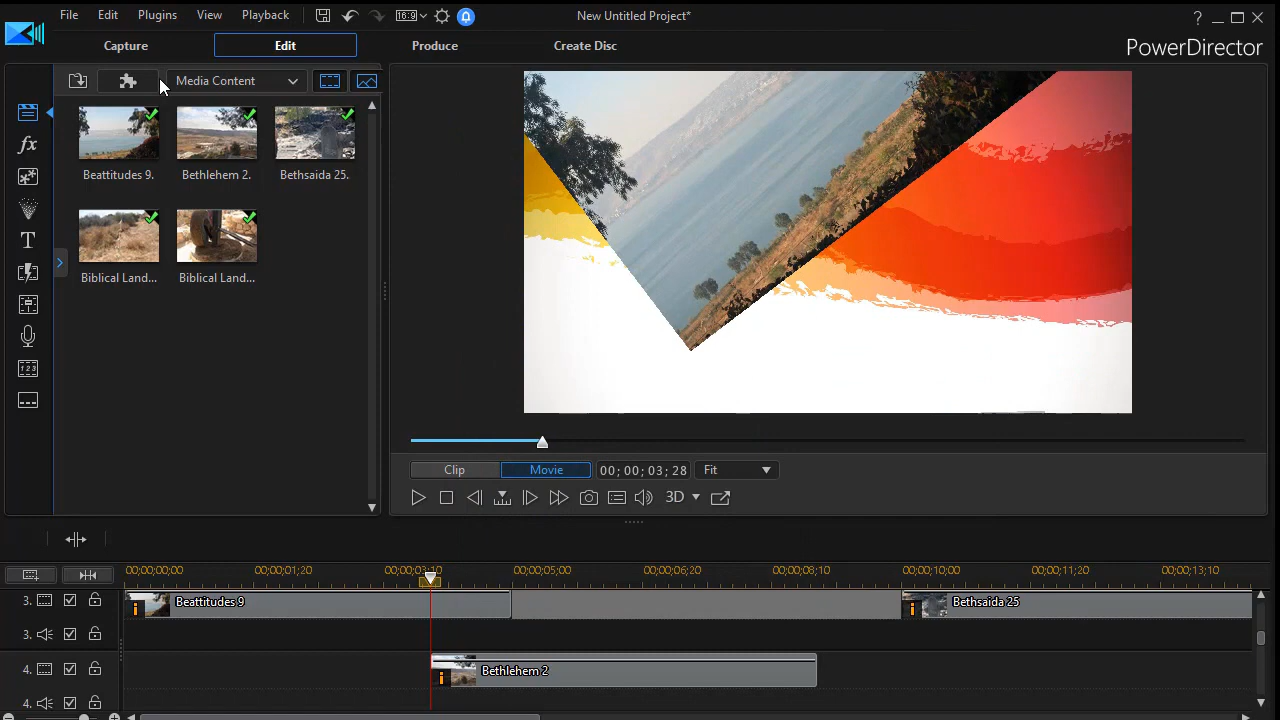 File Edit Plugins View Playback 16:9 New Untitled Project* ?
Capture Edit Produce Create Disc PowerDirector
Media Content
Beattitudes 9. Bethlehem 2. Bethsaida 25.
Biblical Land... Biblical Land...
fx
T
1 2 3
Clip Movie 00; 00; 03; 28 Fit
3D
00;00;00;00 00;00;01;20 00;00;03;10 00;00;05;00 00;00;06;20 00;00;08;10 00;00;10;00 00;00;11;20 00;00;13;10
3. Beattitudes 9 Bethsaida 25
3.
4. Bethlehem 2
4.